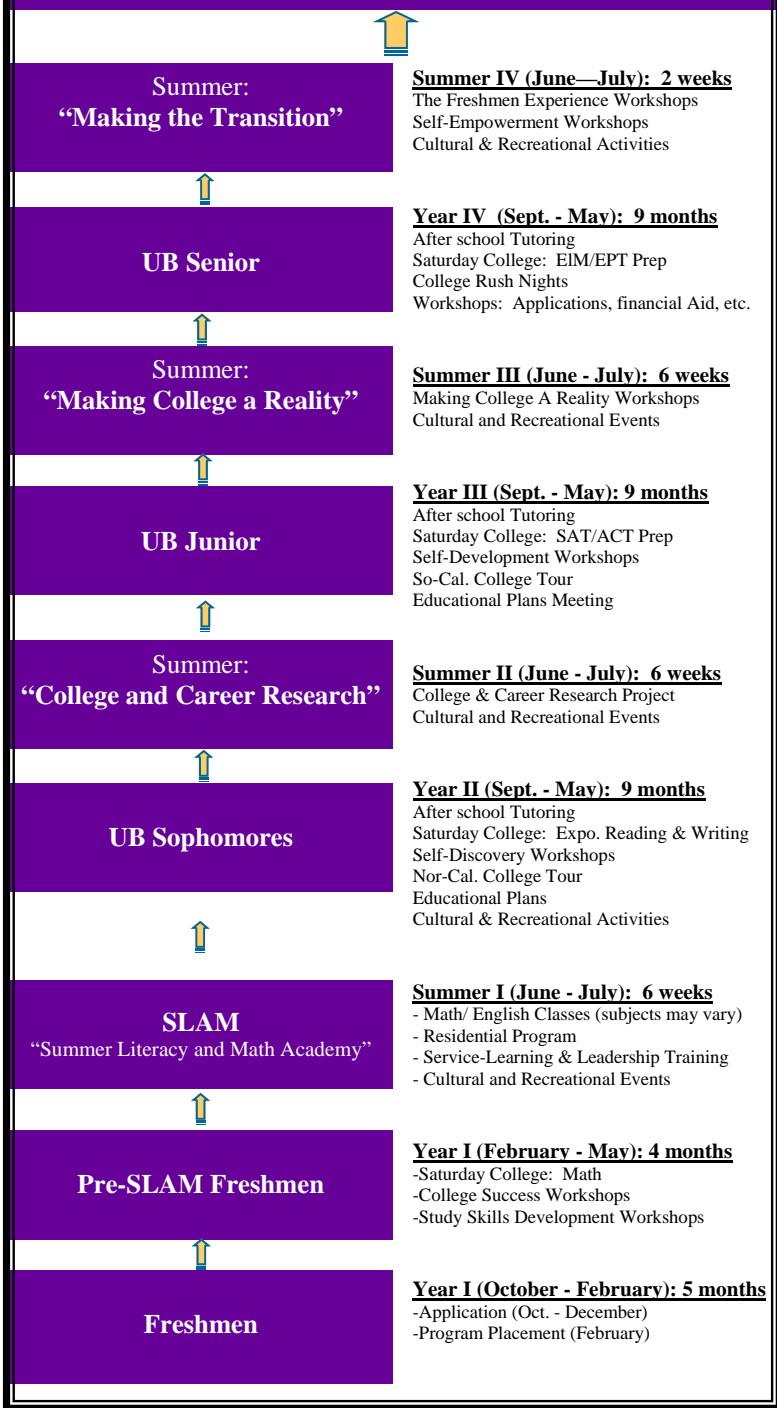 Summer:
“Making the Transition”
Summer IV (June—July):  2 weeks
The Freshmen Experience Workshops
Self-Empowerment Workshops
Cultural & Recreational Activities
UB Senior
Year IV  (Sept. - May):  9 months
After school Tutoring
Saturday College:  ElM/EPT Prep
College Rush Nights
Workshops:  Applications, financial Aid, etc.
Summer:
“Making College a Reality”
Summer III (June - July):  6 weeks
Making College A Reality Workshops
Cultural and Recreational Events
UB Junior
Year III (Sept. - May): 9 months
After school Tutoring
Saturday College:  SAT/ACT Prep
Self-Development Workshops
So-Cal. College Tour
Educational Plans Meeting
Summer:
“College and Career Research”
Summer II (June - July):  6 weeks
College & Career Research Project
Cultural and Recreational Events
UB Sophomores
Year II (Sept. - May):  9 months
After school Tutoring
Saturday College:  Expo. Reading & Writing
Self-Discovery Workshops
Nor-Cal. College Tour
Educational Plans
Cultural & Recreational Activities
SLAM
“Summer Literacy and Math Academy”
Summer I (June - July):  6 weeks
- Math/ English Classes (subjects may vary)
- Residential Program
- Service-Learning & Leadership Training
- Cultural and Recreational Events
Pre-SLAM Freshmen
Year I (February - May): 4 months
-Saturday College:  Math
-College Success Workshops
-Study Skills Development Workshops
Freshmen
Year I (October - February): 5 months
-Application (Oct. - December)
-Program Placement (February)